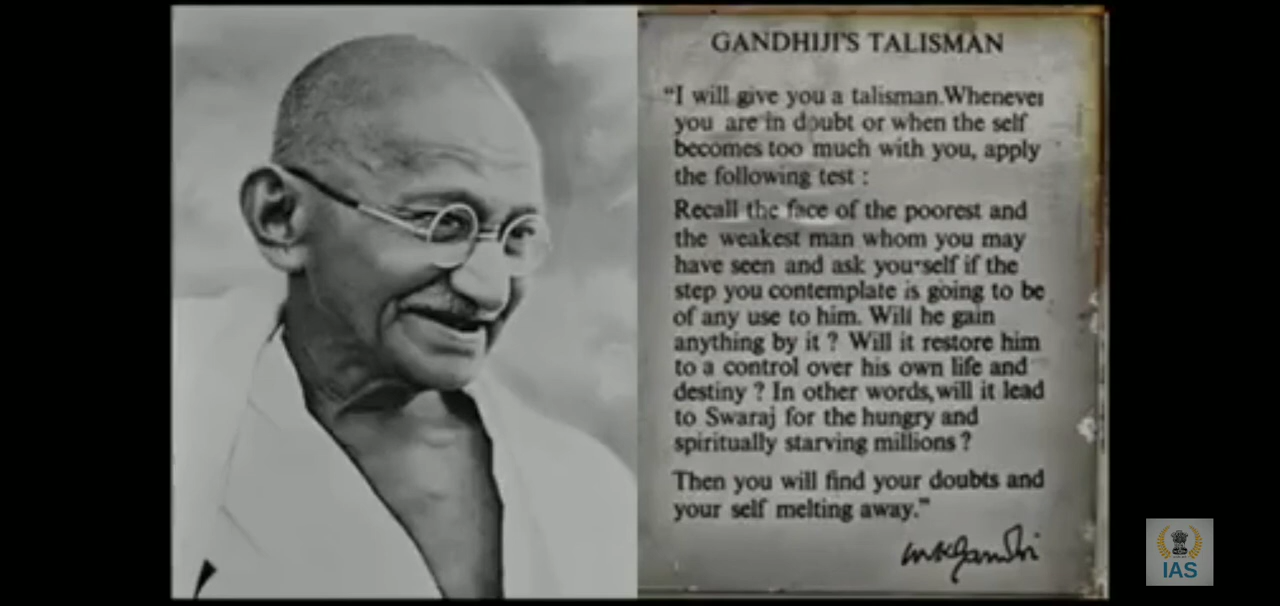 GANDHIJI'S TALISMAN
“I will give you a talisman.Whenever
you are in doubt or when the self
becomes too much with you, apply
the following test :
Recall the face of the poorest and
the weakest man whom you may
have seen and ask yourself if the
step you contemplate is going to be
of any use to him. Will he gain
anything by it ? Will it restore him
to a control over his own life and
destiny ? In other words,will it lead
to Swaraj for the hungry and
spiritually starving millions ?
Then you will find your doubts and
your self melting away.”
MKGandhi
IAS